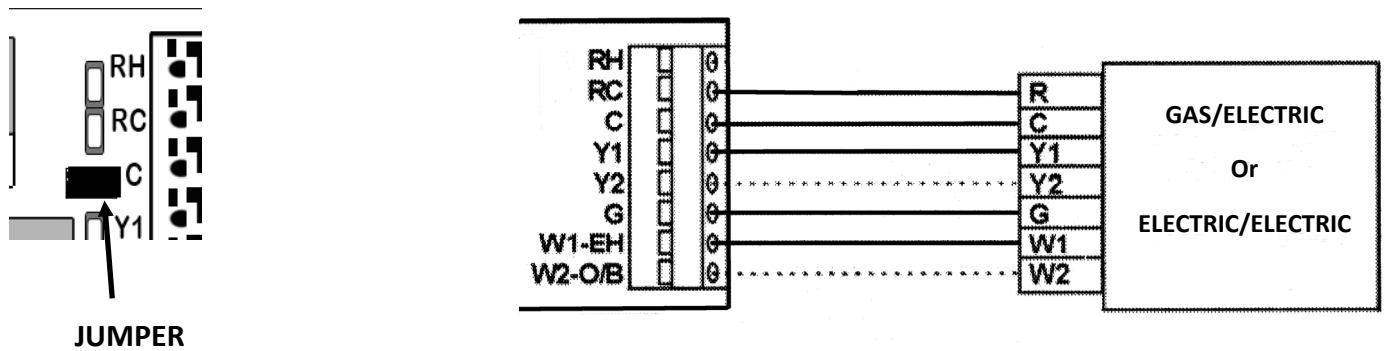 RH
RC
C
Y1
JUMPER
RH
RC
C
Y1
Y2
G
W1-EH
W2-O/B
R
C
Y1
Y2
G
W1
W2
GAS/ELECTRIC
Or
ELECTRIC/ELECTRIC